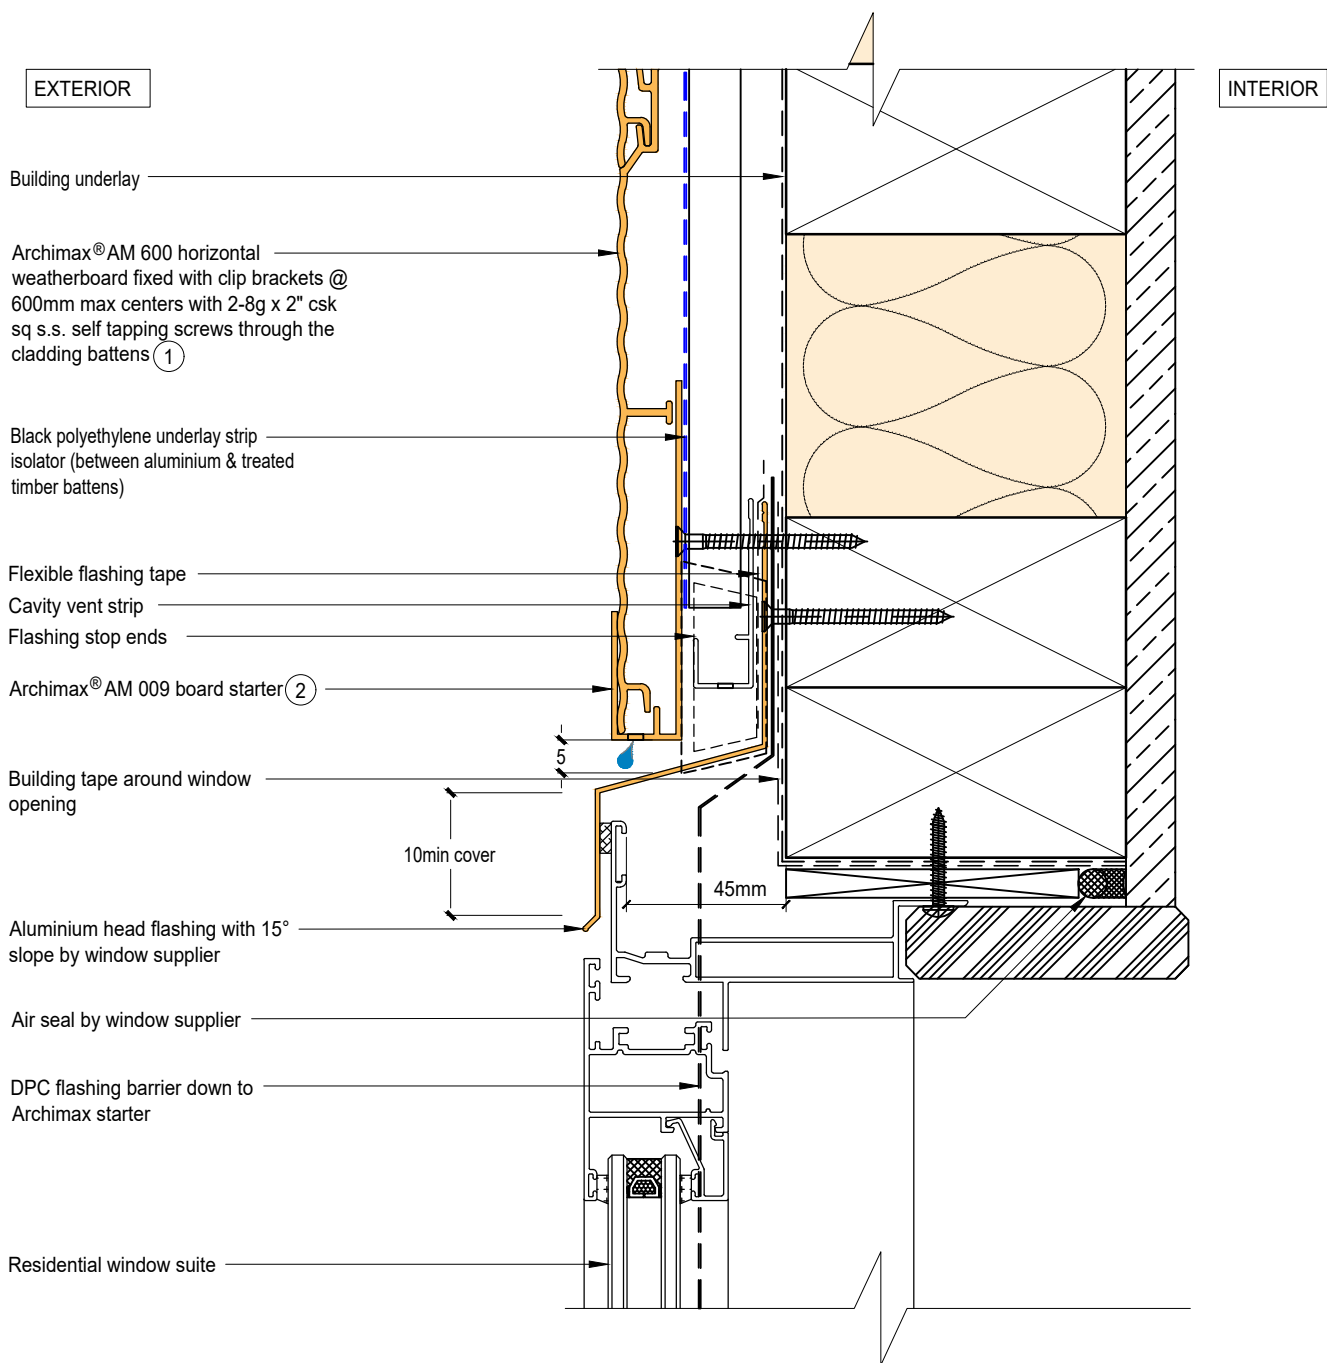 EXTERIOR
INTERIOR
Building underlay
Archimax® AM 600 horizontal
weatherboard fixed with clip brackets @
600mm max centers with 2-8g x 2" csk
sq s.s. self tapping screws through the
cladding battens 1
Black polyethylene underlay strip
isolator (between aluminium & treated
timber battens)
Flexible flashing tape
Cavity vent strip
Flashing stop ends
Archimax® AM 009 board starter 2
5
Building tape around window
opening
10min cover
45mm
Aluminium head flashing with 15°
slope by window supplier
Air seal by window supplier
DPC flashing barrier down to
Archimax starter
Residential window suite